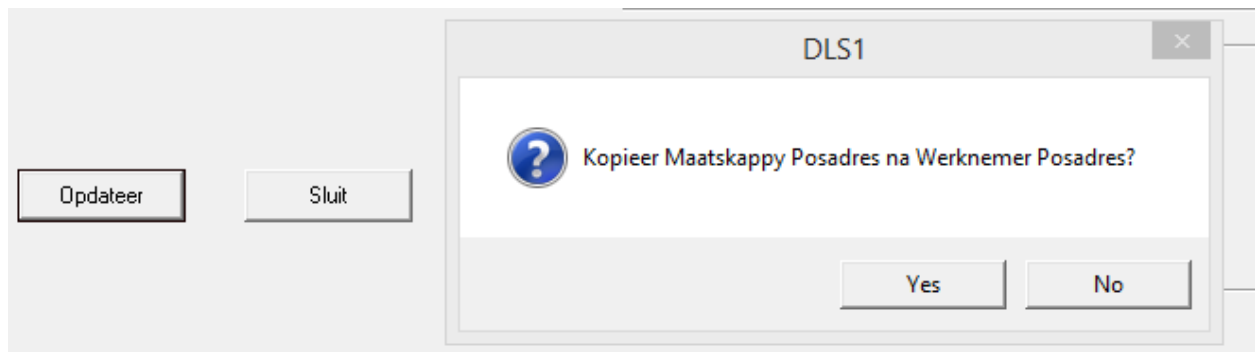 DLS1
Kopieer Maatskappy Posadres na Werknemer Posadres?
Opdateer
Sluit
Yes
No